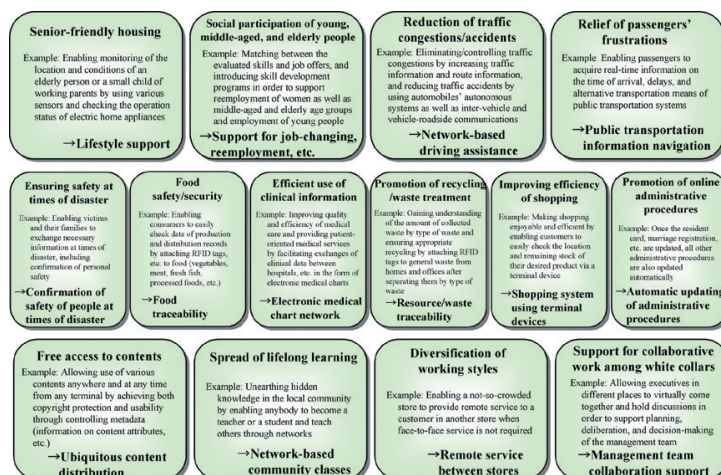 Senior-friendly housing
Example: Enabling monitoring of the
location and conditions of an
elderly person or a small child of
working parents by using various
sensors and checking the operation
status of electric home appliances
→Lifestyle support
Social participation of young,
middle-aged, and elderly people
Example: Matching between the
evaluated skills and job offers, and
introducing skill development
programs in order to support
reemployment of women as well as
middle-aged and elderly age groups
and employment of young people
→Support for job-changing,
reemployment, etc.
Reduction of traffic
congestions/accidents
Example: Eliminating/controlling traffic
congestions by increasing traffic
information and route information,
and reducing traffic accidents by
using automobiles' autonomous
systems as well as inter-vehicle and
vehicle-roadside communications
→Network-based
driving assistance
Relief of passengers'
frustrations
Example: Enabling passengers to
acquire real-time information on
the time of arrival, delays, and
alternative transportation means of
public transportation systems
→Public transportation
information navigation
Ensuring safety at
times of disaster
Example: Enabling victims
and their families to
exchange necessary
information at times of
disaster, including
confirmation of personal
safety
→Confirmation of
safety of people at
times of disaster
Food
safety/security
Example: Enabling
consumers to easily
check data of production
and distribution records
by attaching RFID tags,
etc. to food (vegetables,
meat, fresh fish,
processed foods, etc.)
→Food
traceability
Efficient use of
clinical information
Example: Improving quality
and efficiency of medical
care and providing patient-
oriented medical services by
facilitating exchanges of
clinical data between
hospitals, etc. in the form of
electronic medical charts
→Electronic medical
chart network
Promotion of recycling
/waste treatment
Example: Gaining understanding
of the amount of collected
waste by type of waste and
ensuring appropriate
recycling by attaching RFID
tags to general waste from
homes and offices after
separating them by type of
waste
→Resource/waste
traceability
Improving efficiency
of shopping
Example: Making shopping
enjoyable and efficient by
enabling customers to
easily check the location
and remaining stock of
their desired product via a
terminal device
→Shopping system
using terminal
devices
Promotion of online
administrative
procedures
Example: Once the resident
card, marriage registration,
etc. are updated, all other
administrative procedures
are also updated
automatically
→Automatic updating
of administrative
procedures
Free access to contents
Example: Allowing use of various
contents anywhere and at any time
from any terminal by achieving both
copyright protection and usability
through controlling metadata
(information on content attributes,
etc.)
→Ubiquitous content
distribution
Spread of lifelong learning
Example: Unearthing hidden
knowledge in the local community
by enabling anybody to become a
teacher or a student and teach
others through networks
→Network-based
community classes
Diversification of
working styles
Example: Enabling a not-so-crowded
store to provide remote service to a
customer in another store when
face-to-face service is not required
→Remote service
between stores
Support for collaborative
work among white collars
Example: Allowing executives in
different places to virtually come
together and hold discussions in
order to support planning,
deliberation, and decision-making
of the management team
→Management team
collaboration support